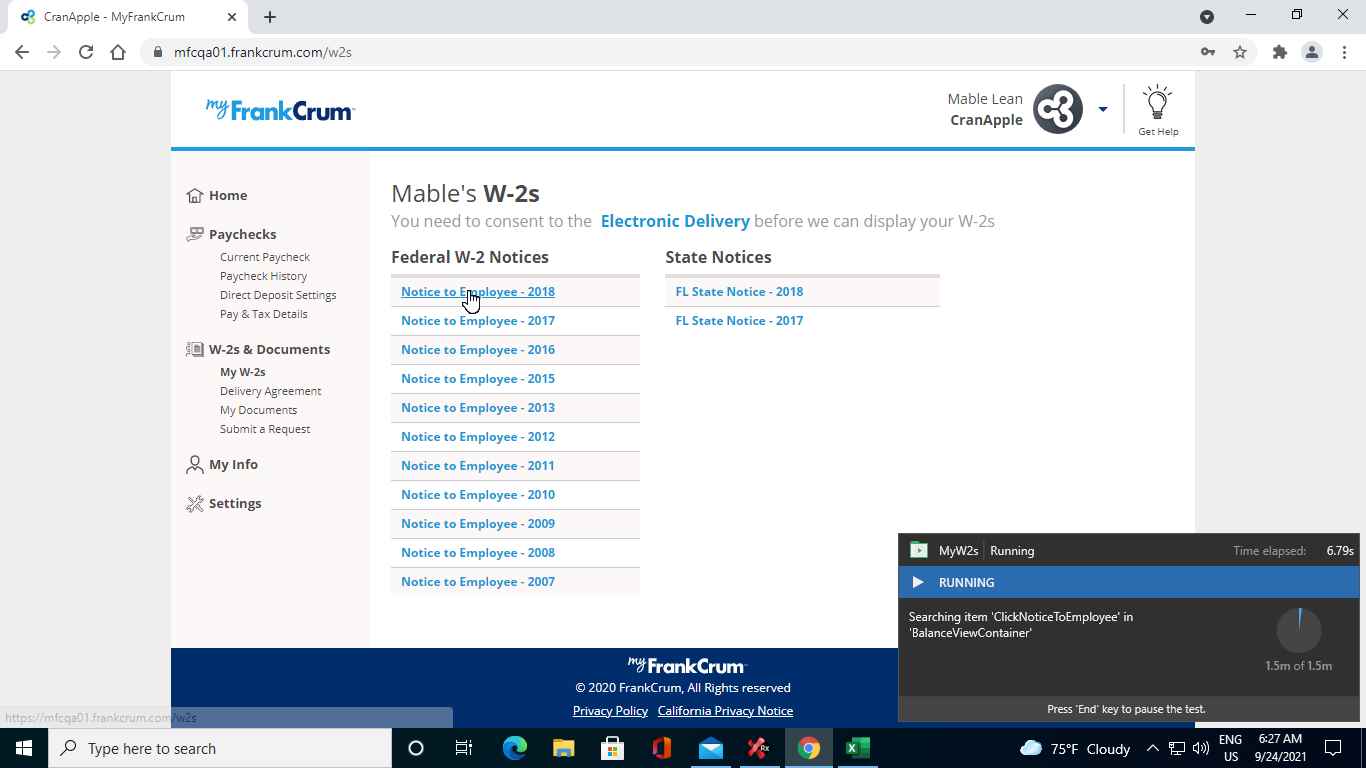 CranApple - MyFrankCrum
mfcqa01.frankcrum.com/w2s
my FrankCrum
Mable Lean
CranApple
Get Help
Home
Paychecks
Current Paycheck
Paycheck History
Direct Deposit Settings
Pay & Tax Details
W-2s & Documents
My W-2s
Delivery Agreement
My Documents
Submit a Request
My Info
Settings
Mable's W-2s
You need to consent to the Electronic Delivery before we can display your W-2s
Federal W-2 Notices
Notice to Employee - 2018
Notice to Employee - 2017
Notice to Employee - 2016
Notice to Employee - 2015
Notice to Employee - 2013
Notice to Employee - 2012
Notice to Employee - 2011
Notice to Employee - 2010
Notice to Employee - 2009
Notice to Employee - 2008
Notice to Employee - 2007
State Notices
FL State Notice - 2018
FL State Notice - 2017
MyW2s Running Time elapsed: 6.79s
RUNNING
Searching item 'ClickNoticeToEmployee' in
'BalanceViewContainer'
1.5m of 1.5m
Press 'End' key to pause the test.
my FrankCrum
© 2020 FrankCrum, All Rights reserved
Privacy Policy California Privacy Notice
https://mfcqa01.frankcrum.com/w2s
Type here to search
Rx
75°F Cloudy
ENG
US
6:27 AM
9/24/2021